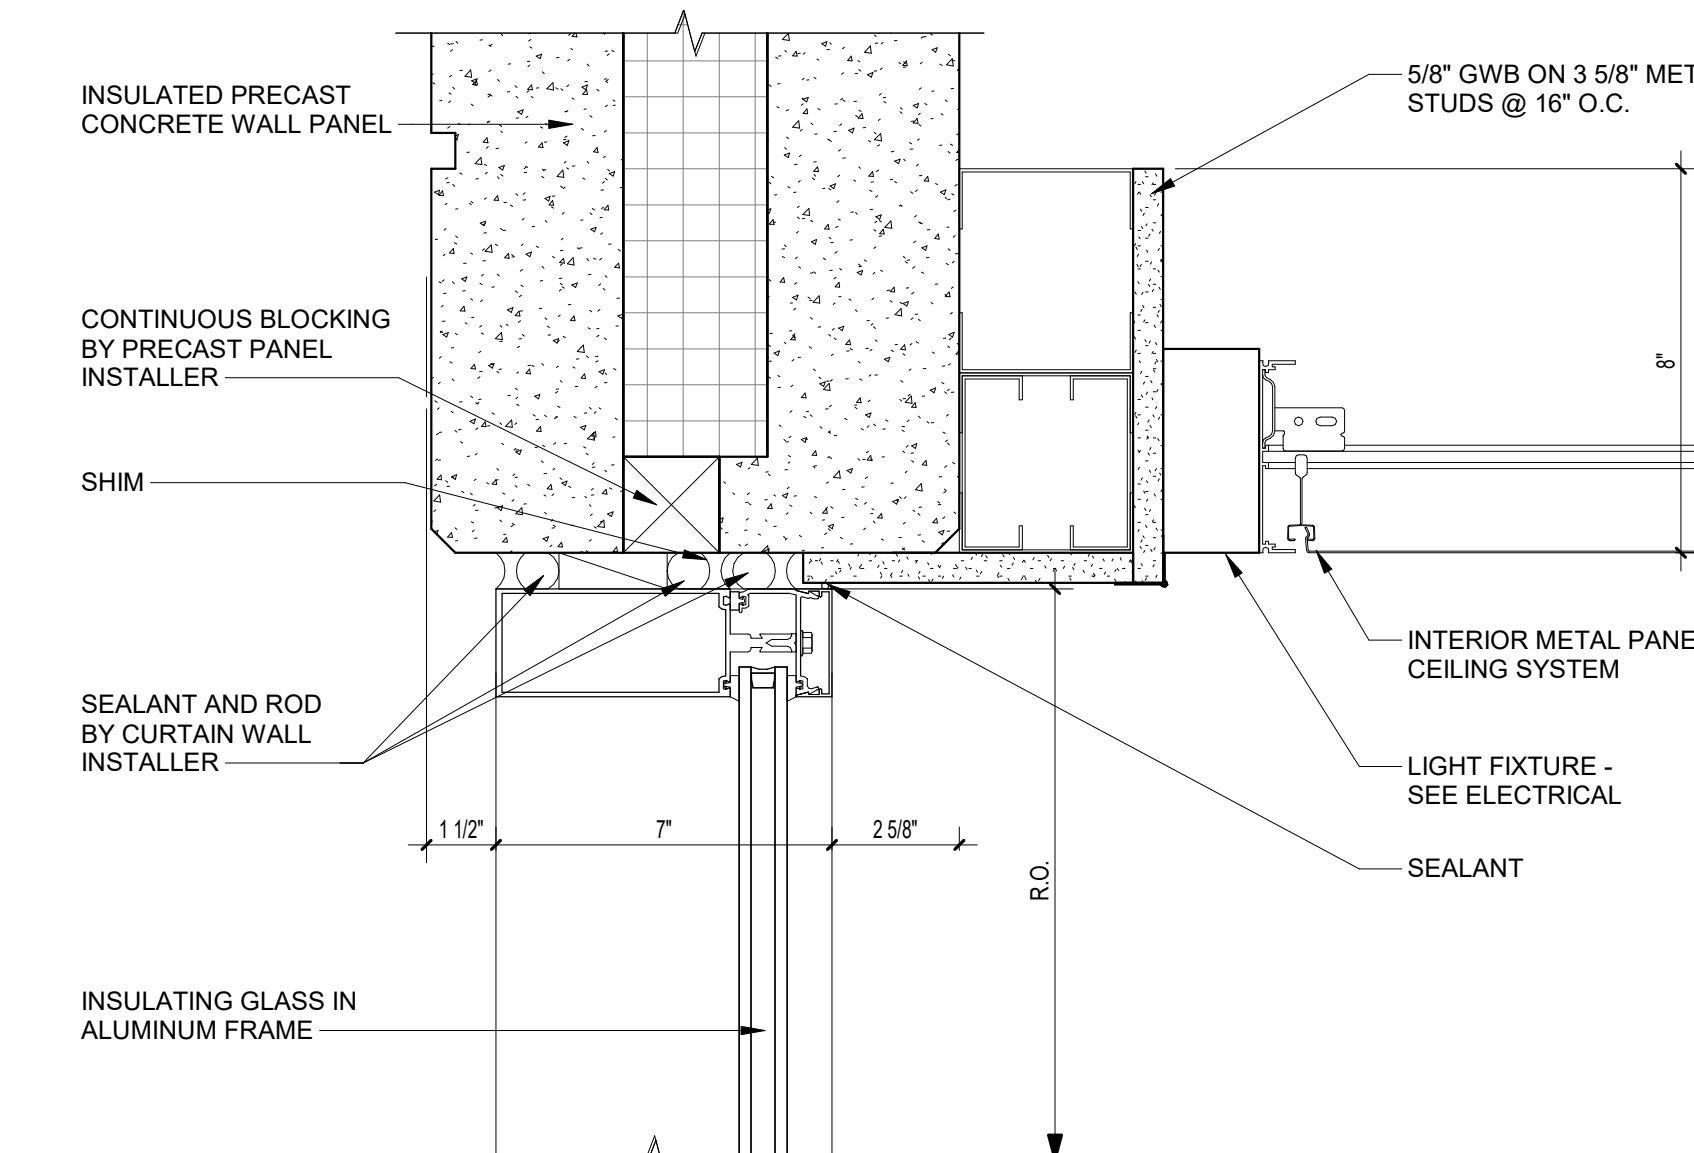 INSULATED PRECAST
CONCRETE WALL PANEL
5/8" GWB ON 3 5/8" MET
STUDS @ 16" O.C.
CONTINUOUS BLOCKING
BY PRECAST PANEL
INSTALLER
8"
SHIM
INTERIOR METAL PANE
CEILING SYSTEM
SEALANT AND ROD
BY CURTAIN WALL
INSTALLER
LIGHT FIXTURE -
SEE ELECTRICAL
1 1/2"
7"
2 5/8"
R.O.
SEALANT
INSULATING GLASS IN
ALUMINUM FRAME